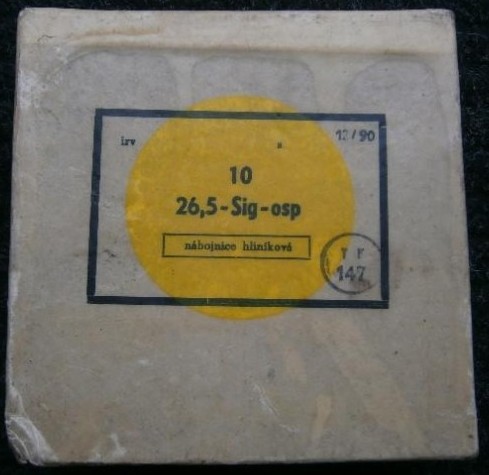 irv s 12/90
10
26,5-Sig-osp
nábojnice hliníková
147